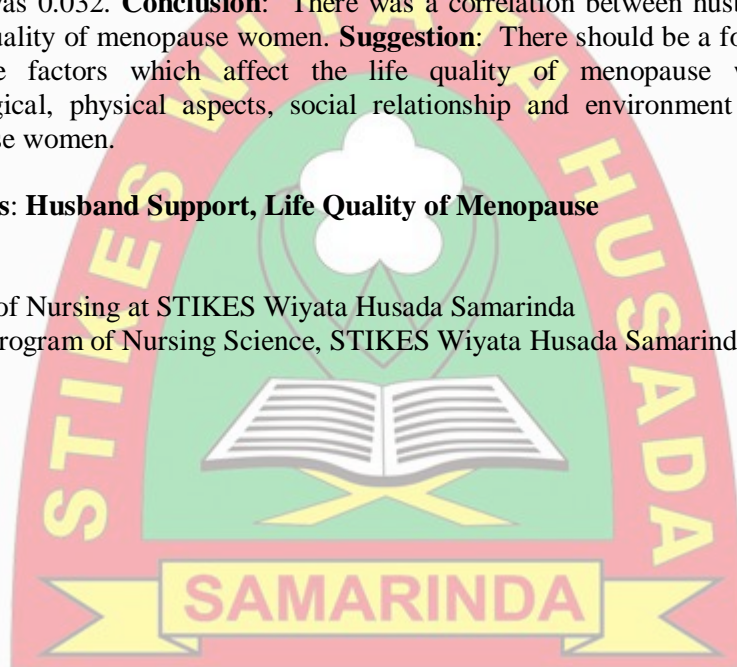 was 0.032. Conclusion: There was a correlation between husb
uality of menopause women. Suggestion: There should be a fo
e factors which affect the life quality of menopause w
gical, physical aspects, social relationship and environment
se women.
s: Husband Support, Life Quality of Menopause
of Nursing at STIKES Wiyata Husada Samarinda
rogram of Nursing Science, STIKES Wiyata Husada Samarind
STIKES WIYATA HUSADA
SAMARINDA